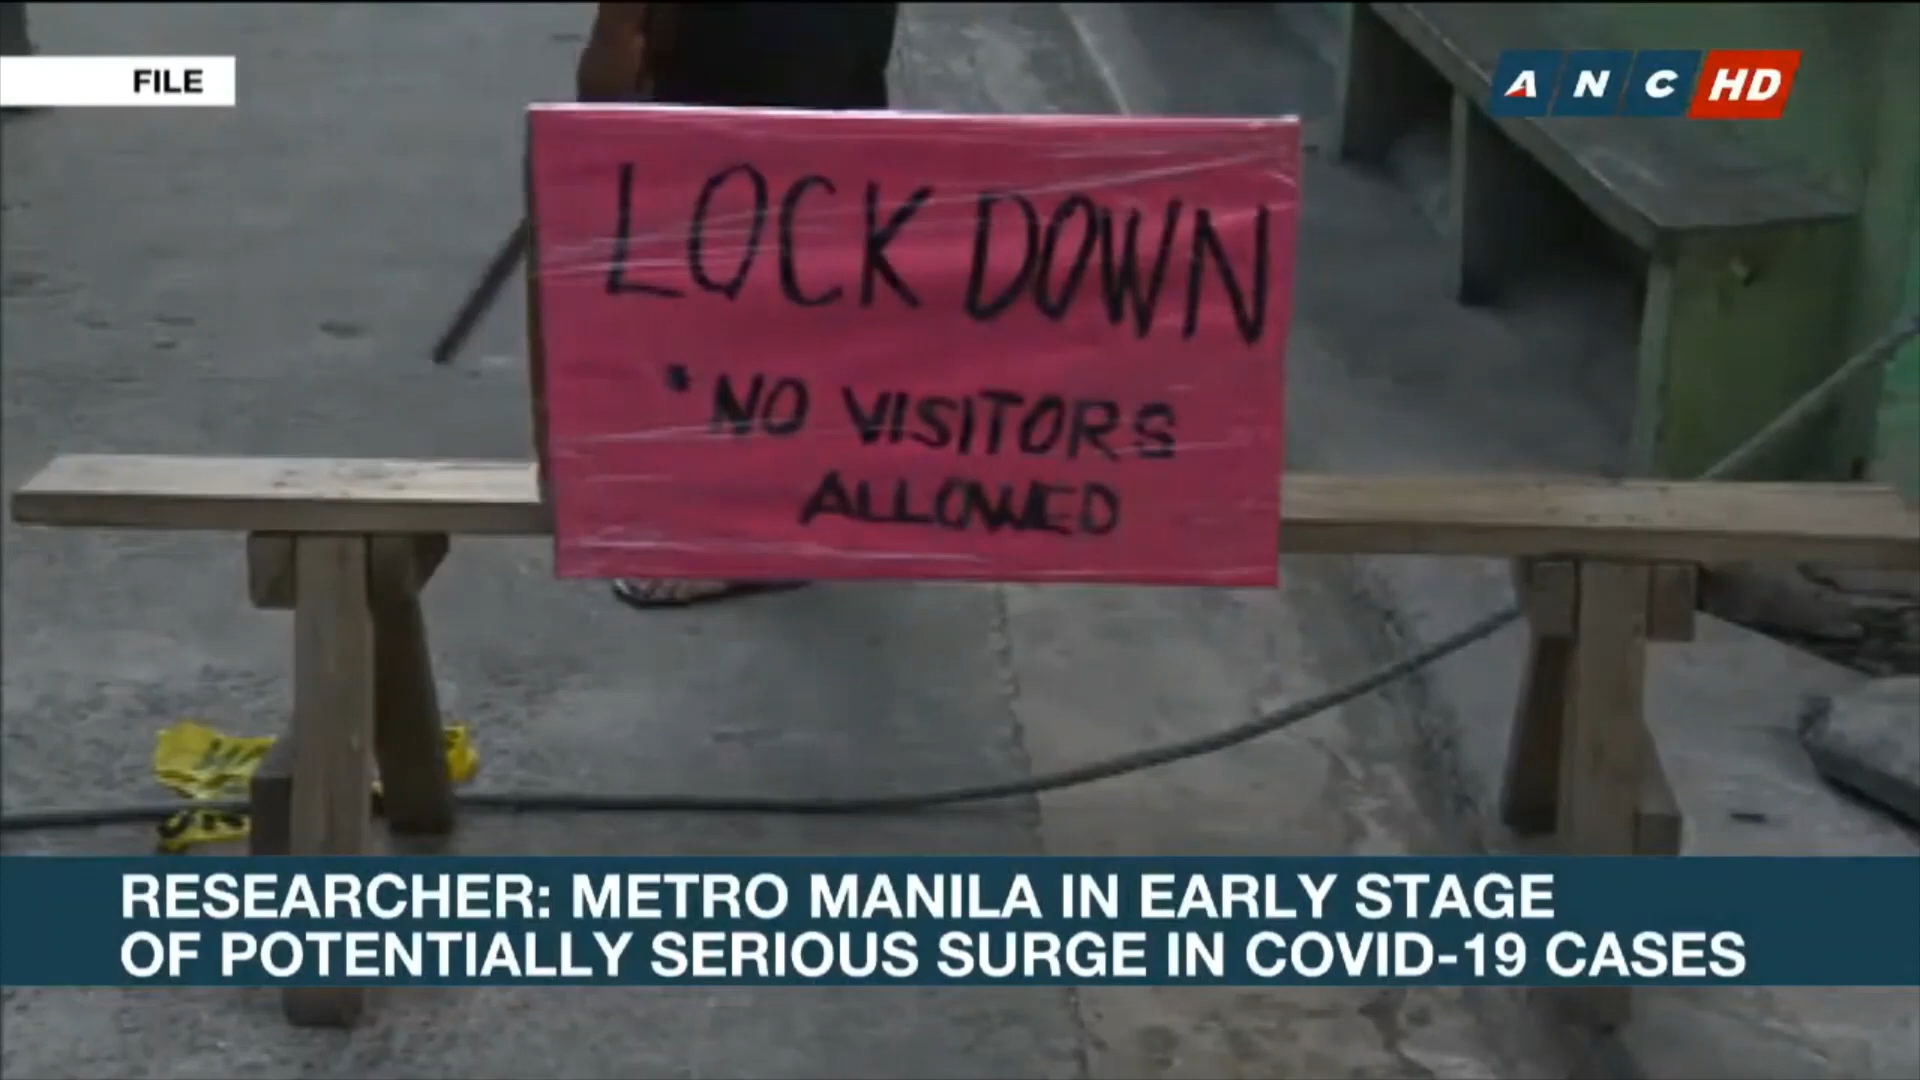 FILE
ANC HD
LOCK DOWN
* NO VISITORS
ALLOWED
RESEARCHER: METRO MANILA IN EARLY STAGE
OF POTENTIALLY SERIOUS SURGE IN COVID-19 CASES